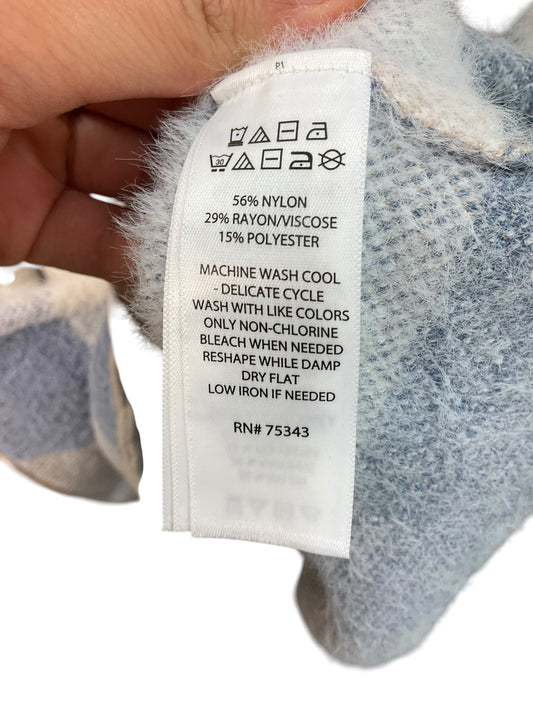 30
56% NYLON
29% RAYON/VISCOSE
15% POLYESTER
MACHINE WASH COOL
- DELICATE CYCLE
WASH WITH LIKE COLORS
ONLY NON-CHLORINE
BLEACH WHEN NEEDED
RESHAPE WHILE DAMP
DRY FLAT
LOW IRON IF NEEDED
RN# 75343